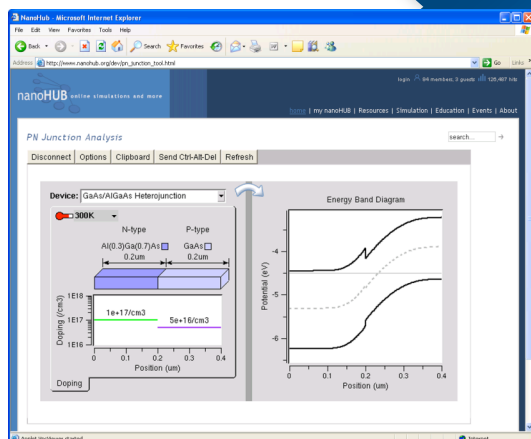 NanoHub - Microsoft Internet Explorer
File Edit View Favorites Tools Help
Back Search Favorites
Address http://www.nanohub.org/dev/pn_junction_tool.html Go Links
login 84 members, 3 guests 128,487 hits
nanoHUB online simulations and more
home | my nanoHUB | Resources | Simulation | Education | Events | About
PN Junction Analysis
search...
Disconnect Options Clipboard Send Ctrl-Alt-Del Refresh
Device: GaAs/AlGaAs Heterojunction
300K
N-type P-type
Al(0.3)Ga(0.7)As GaAs
0.2um 0.2um
Doping (/cm3)
1E18
1E17
1E16
1e+17/cm3
5e+16/cm3
0 0.1 0.2 0.3 0.4
Position (um)
Doping
Energy Band Diagram
Potential (eV)
-4
-5
-6
0 0.1 0.2 0.3 0.4
Position (um)
Internet